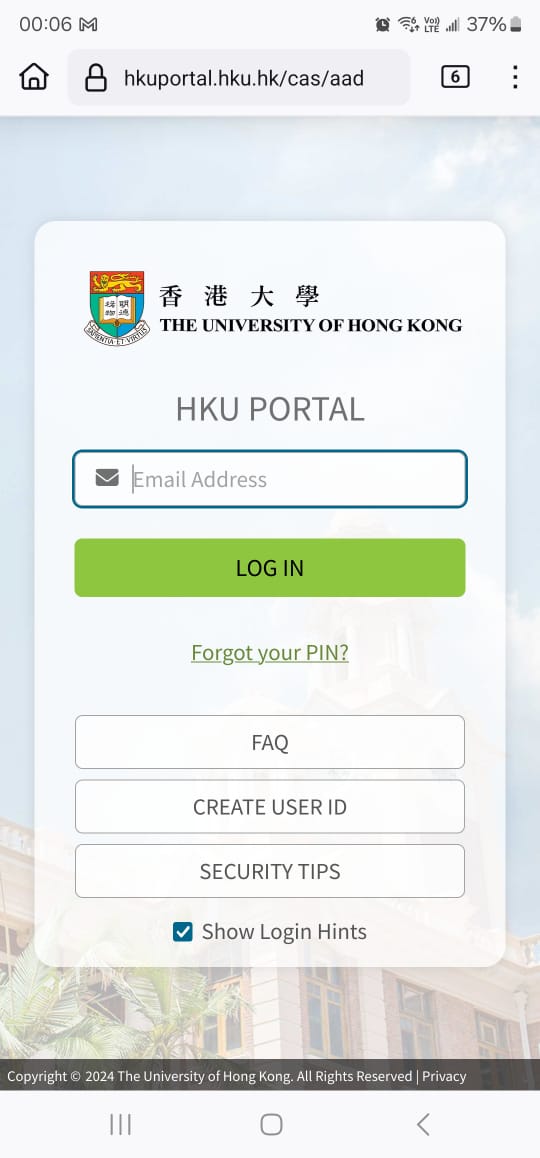 00:06
Vo)) LTE 37%
hkuportal.hku.hk/cas/aad
6
香港大學
THE UNIVERSITY OF HONG KONG
SAPIENTIA·ET·VIRTUS
HKU PORTAL
Email Address
LOG IN
Forgot your PIN?
FAQ
CREATE USER ID
SECURITY TIPS
Show Login Hints
Copyright © 2024 The University of Hong Kong. All Rights Reserved | Privacy